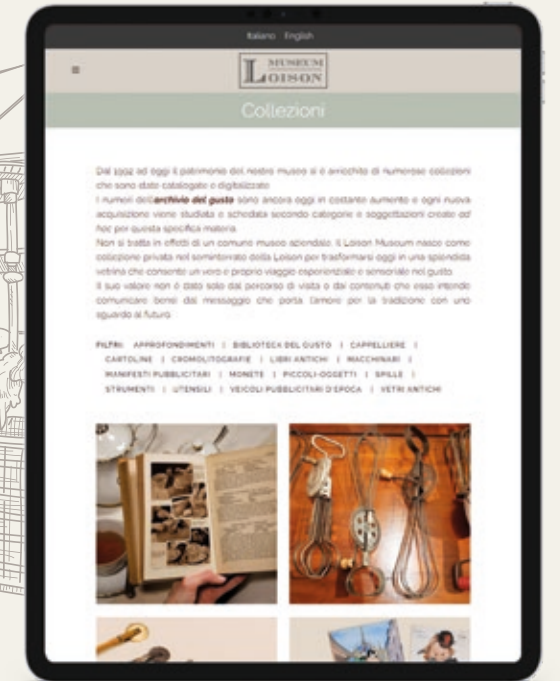 Italiano English
MUSEUM
LOISON
Collezioni
Dal 1992 ad oggi il patrimonio del nostro museo si è arricchito di numerose collezioni
che sono state catalogate e digitalizzate
I numeri dell'archivio del gusto sono ancora oggi in costante aumento e ogni nuova
acquisizione viene studiata e schedata secondo categorie e soggettazioni create ad
hoc per questa specifica materia.
Non si tratta in effetti di un comune museo aziendale. Il Loison Museum nasce come
collezione privata nel seminterrato della Loison per trasformarsi oggi in una splendida
vetrina che consente un vero e proprio viaggio esperienziale e sensoriale nel gusto.
Il suo valore non è dato solo dal percorso di visita o dai contenuti che esso intende
comunicare bensì dal messaggio che porta l'amore per la tradizione con uno
sguardo al futuro.
FILTRI: APPROFONDIMENTI | BIBLIOTECA DEL GUSTO | CAPPELLIERE |
CARTOLINE | CROMOLITOGRAFIE | LIBRI ANTICHI | MACCHINARI |
MANIFESTI PUBBLICITARI | MONETE | PICCOLI-OGGETTI | SPILLE |
STRUMENTI | UTENSILI | VEICOLI PUBBLICITARI D'EPOCA | VETRI ANTICHI